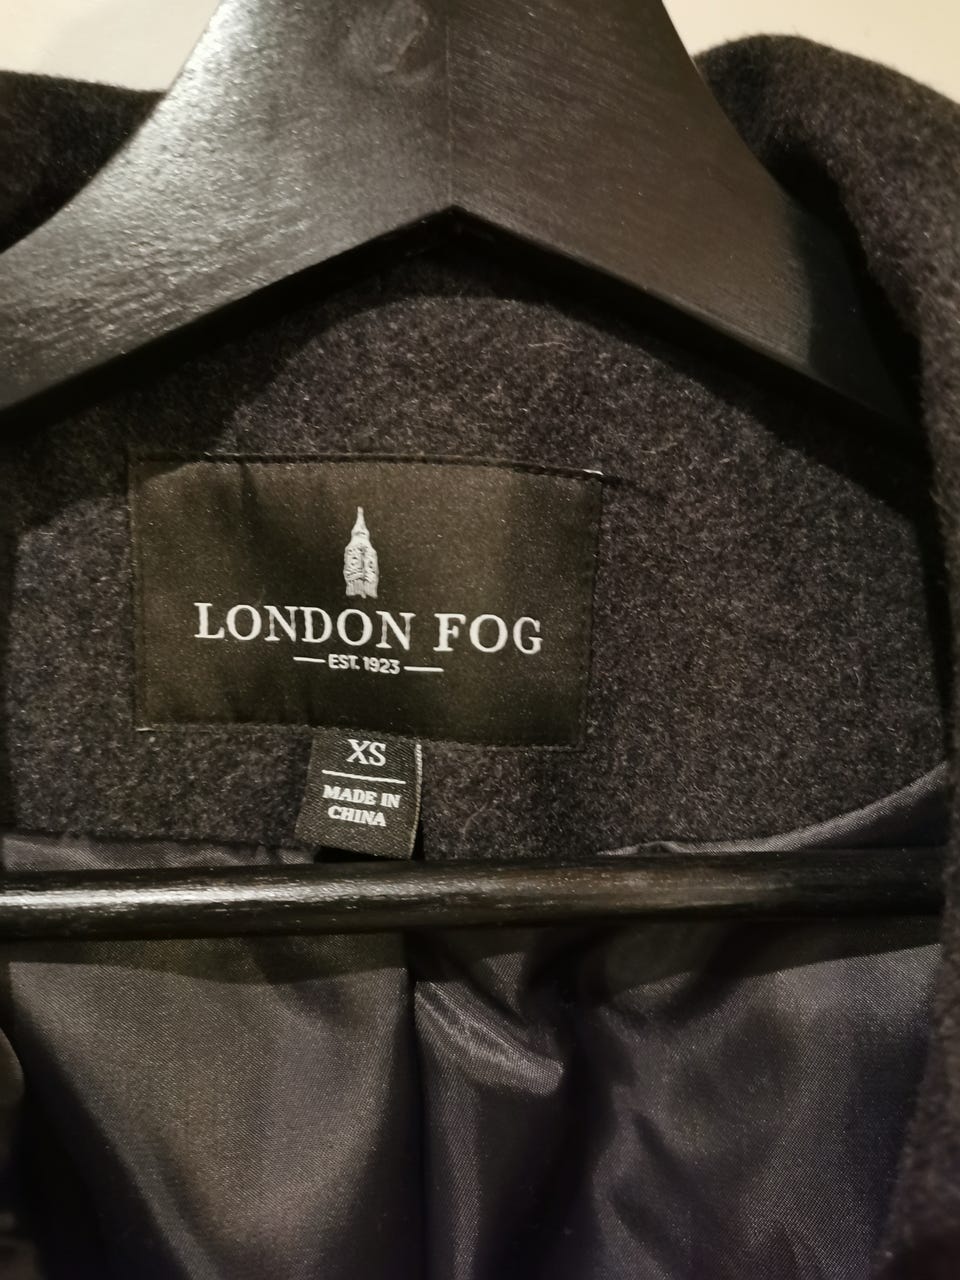 LONDON FOG
EST. 1923
XS
MADE IN
CHINA